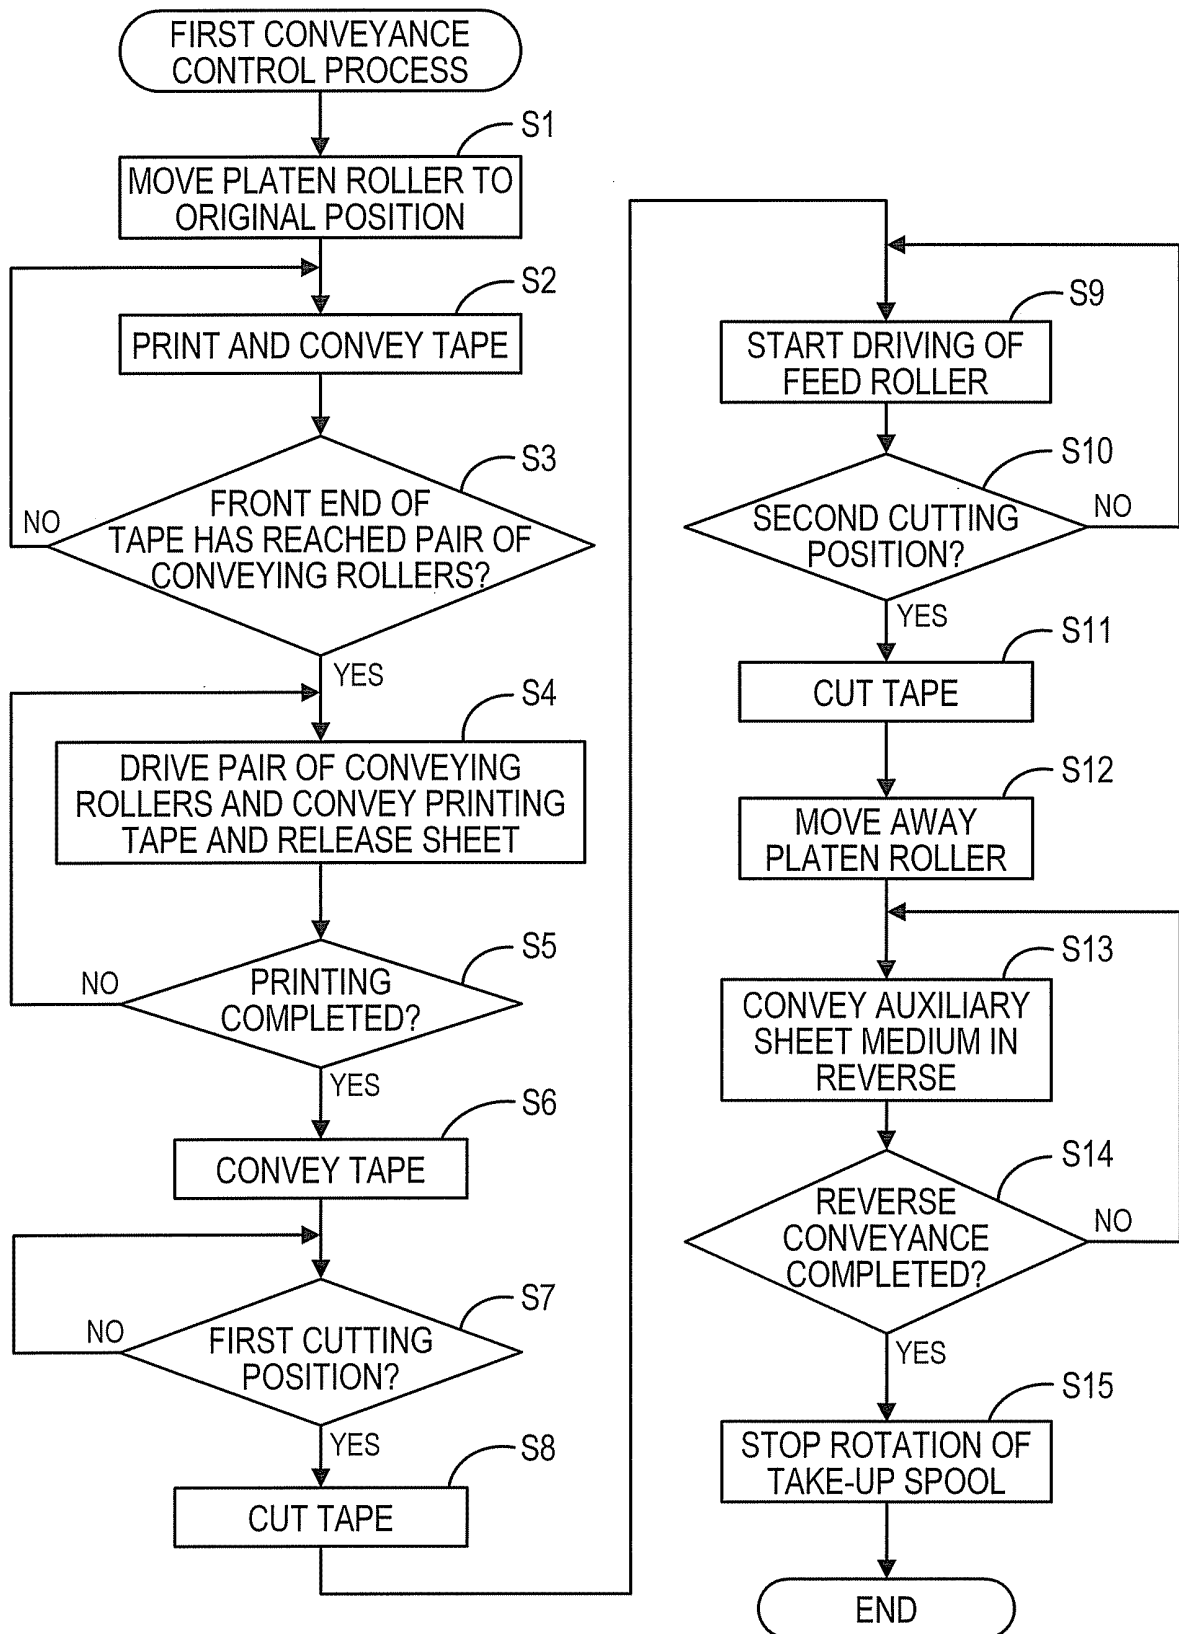 FIRST CONVEYANCE
CONTROL PROCESS
S1
MOVE PLATEN ROLLER TO
ORIGINAL POSITION
S2
PRINT AND CONVEY TAPE
S3
FRONT END OF
TAPE HAS REACHED PAIR OF
CONVEYING ROLLERS?
NO
YES
S4
DRIVE PAIR OF CONVEYING
ROLLERS AND CONVEY PRINTING
TAPE AND RELEASE SHEET
S5
PRINTING
COMPLETED?
NO
YES
S6
CONVEY TAPE
S7
FIRST CUTTING
POSITION?
NO
YES
S8
CUT TAPE
S9
START DRIVING OF
FEED ROLLER
S10
SECOND CUTTING
POSITION?
NO
YES
S11
CUT TAPE
S12
MOVE AWAY
PLATEN ROLLER
S13
CONVEY AUXILIARY
SHEET MEDIUM IN
REVERSE
S14
REVERSE
CONVEYANCE
COMPLETED?
NO
YES
S15
STOP ROTATION OF
TAKE-UP SPOOL
END